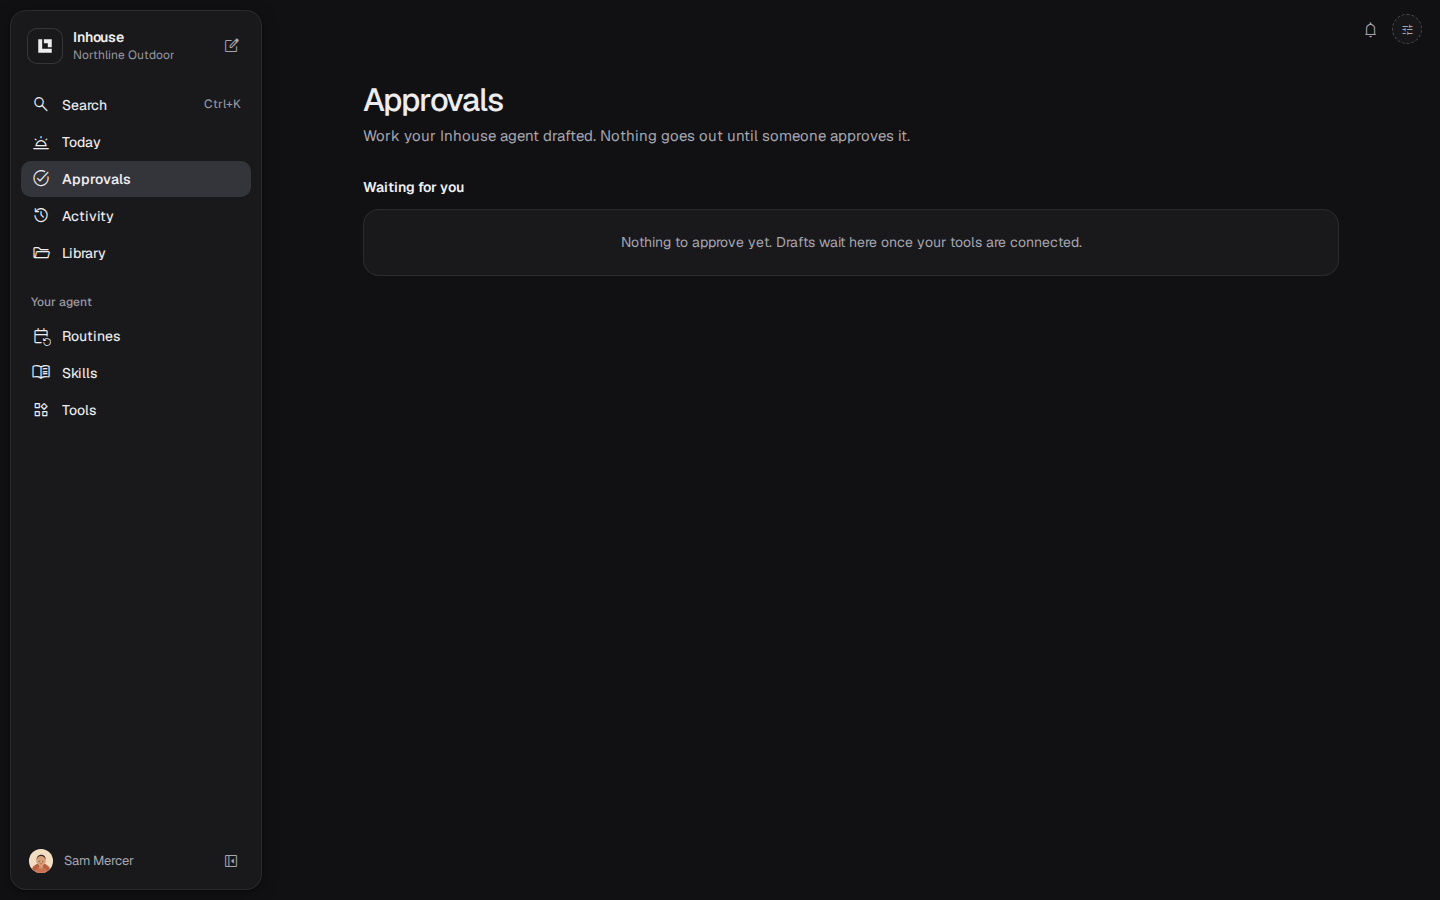 Inhouse
Northline Outdoor
Search Ctrl+K
Today
Approvals
Activity
Library
Your agent
Routines
Skills
Tools
Sam Mercer
Approvals
Work your Inhouse agent drafted. Nothing goes out until someone approves it.
Waiting for you
Nothing to approve yet. Drafts wait here once your tools are connected.